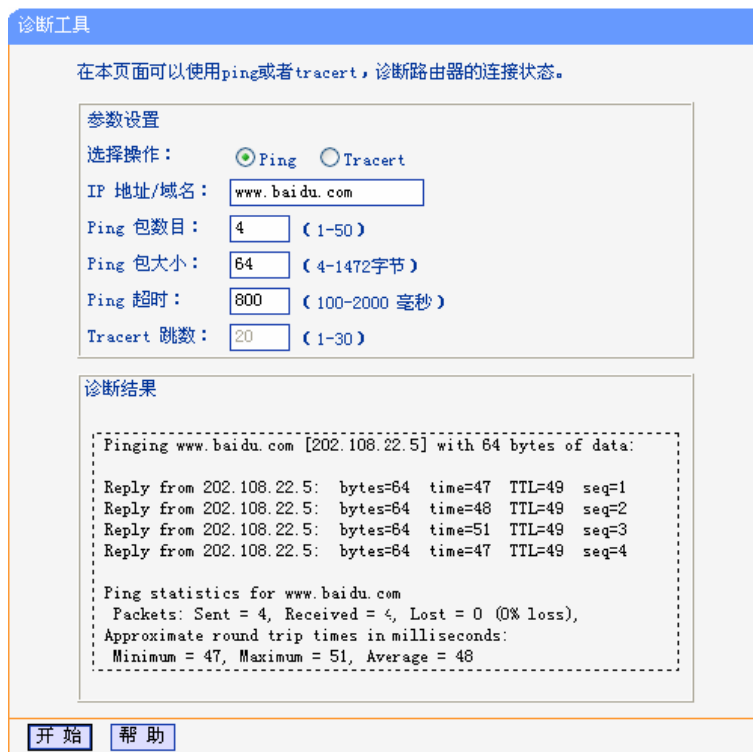 诊断工具
在本页面可以使用ping或者tracert，诊断路由器的连接状态。
参数设置
选择操作： Ping Tracert
IP 地址/域名： www.baidu.com
Ping 包数目： 4 （1-50）
Ping 包大小： 64 （4-1472字节）
Ping 超时： 800 （100-2000 毫秒）
Tracert 跳数： 20 （1-30）
诊断结果
Pinging www.baidu.com [202.108.22.5] with 64 bytes of data:
Reply from 202.108.22.5: bytes=64 time=47 TTL=49 seq=1
Reply from 202.108.22.5: bytes=64 time=48 TTL=49 seq=2
Reply from 202.108.22.5: bytes=64 time=51 TTL=49 seq=3
Reply from 202.108.22.5: bytes=64 time=47 TTL=49 seq=4
Ping statistics for www.baidu.com
Packets: Sent = 4, Received = 4, Lost = 0 (0% loss),
Approximate round trip times in milliseconds:
Minimum = 47, Maximum = 51, Average = 48
开 始 帮 助